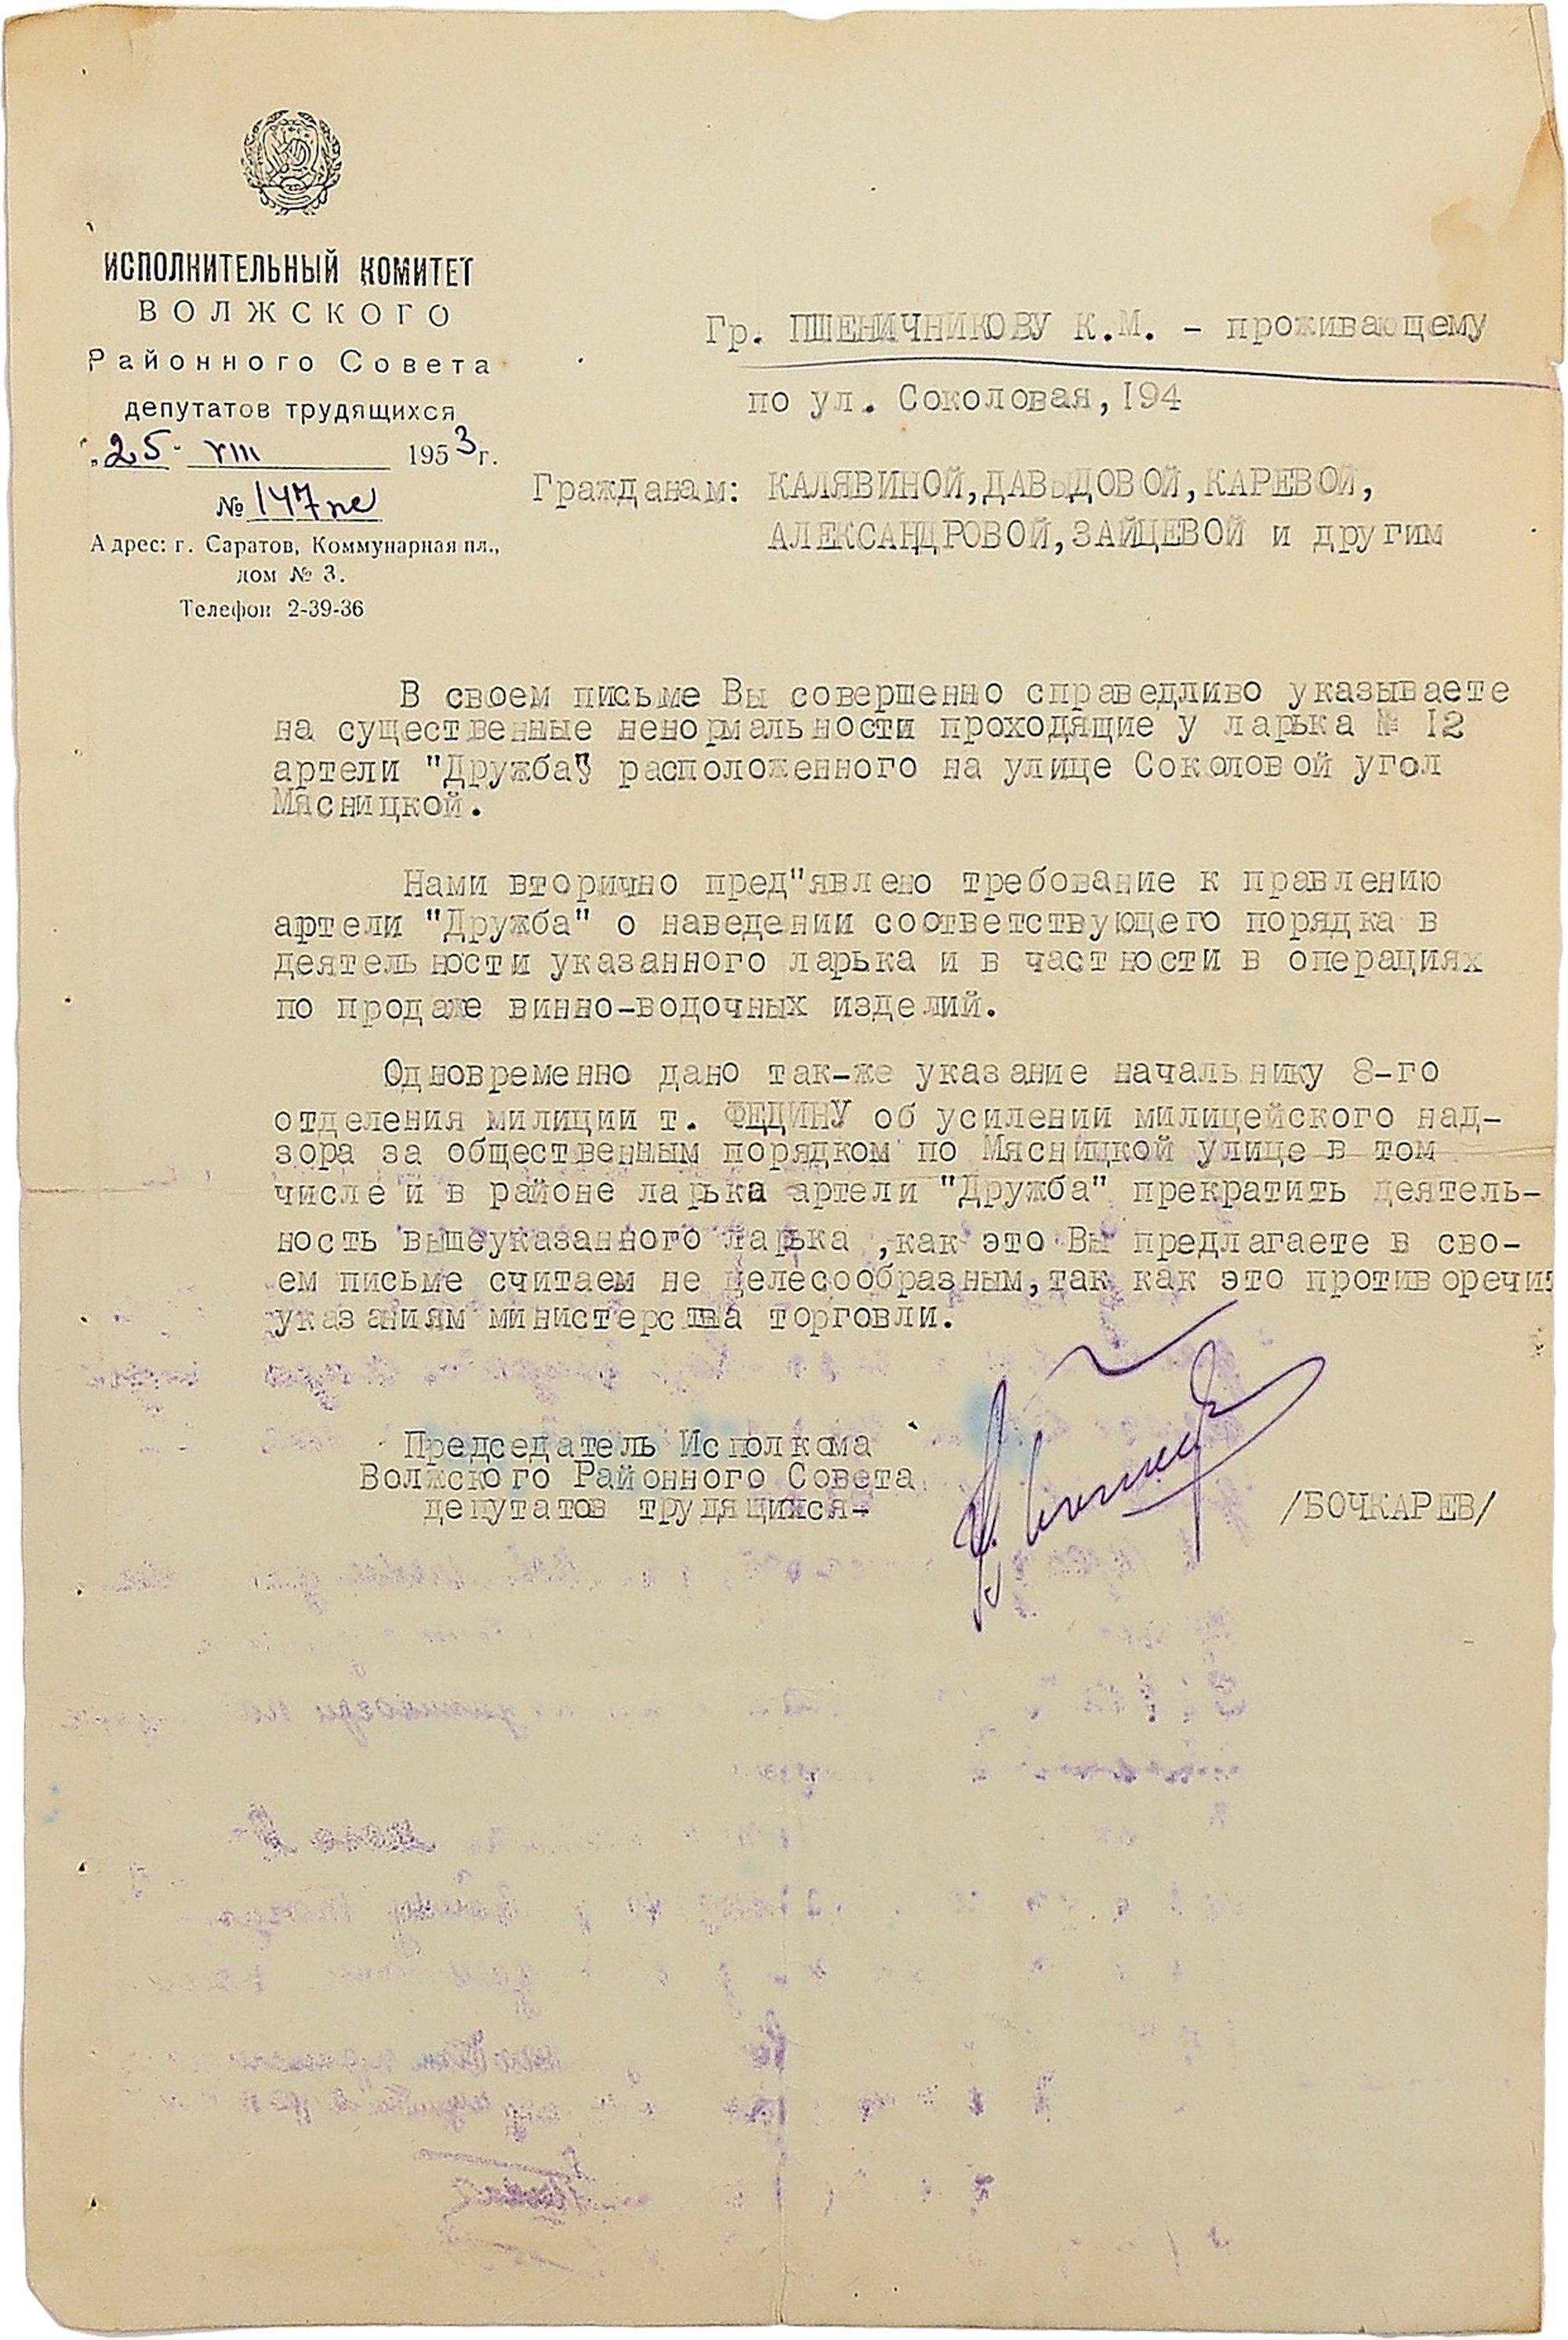 ИСПОЛНИТЕЛЬНЫЙ КОМИТЕТ
ВОЛЖСКОГО
Районного Совета
депутатов трудящихся
„25" VIII 1953 г.
№ 147
Адрес: г. Саратов, Коммунарная пл.,
дом № 3.
Телефон 2-39-36
Гр. ПШЕНИЧНИКОВУ К.М. - проживающему
по ул. Соколовая, I94
Гражданам: КАЛЯВИНОЙ, ДАВЫДОВОЙ, КАРЕВОЙ,
АЛЕКСАНДРОВОЙ, ЗАЙЦЕВОЙ и другим
В своем письме Вы совершенно справедливо указываете
на существенные ненормальности проходящие у ларька № I2
артели "Дружба" расположенного на улице Соколовой угол
Мясницкой.
Нами вторично пред"явлено требование к правлению
артели "Дружба" о наведении соответствующего порядка в
деятельности указанного ларька и в частности в операциях
по продаже винно-водочных изделий.
Одновременно дано так-же указание начальнику 8-го
отделения милиции т. ФЕДИНУ об усилении милицейского над-
зора за общественным порядком по Мясницкой улице в том
числе и в районе ларька артели "Дружба" прекратить деятель-
ность вышеуказанного ларька ,как это Вы предлагаете в сво-
ем письме считаем не целесообразным, так как это противоречит
указаниям министерства торговли.
Председатель Исполкома
Волжского Районного Совета
депутатов трудящихся-
/БОЧКАРЕВ/